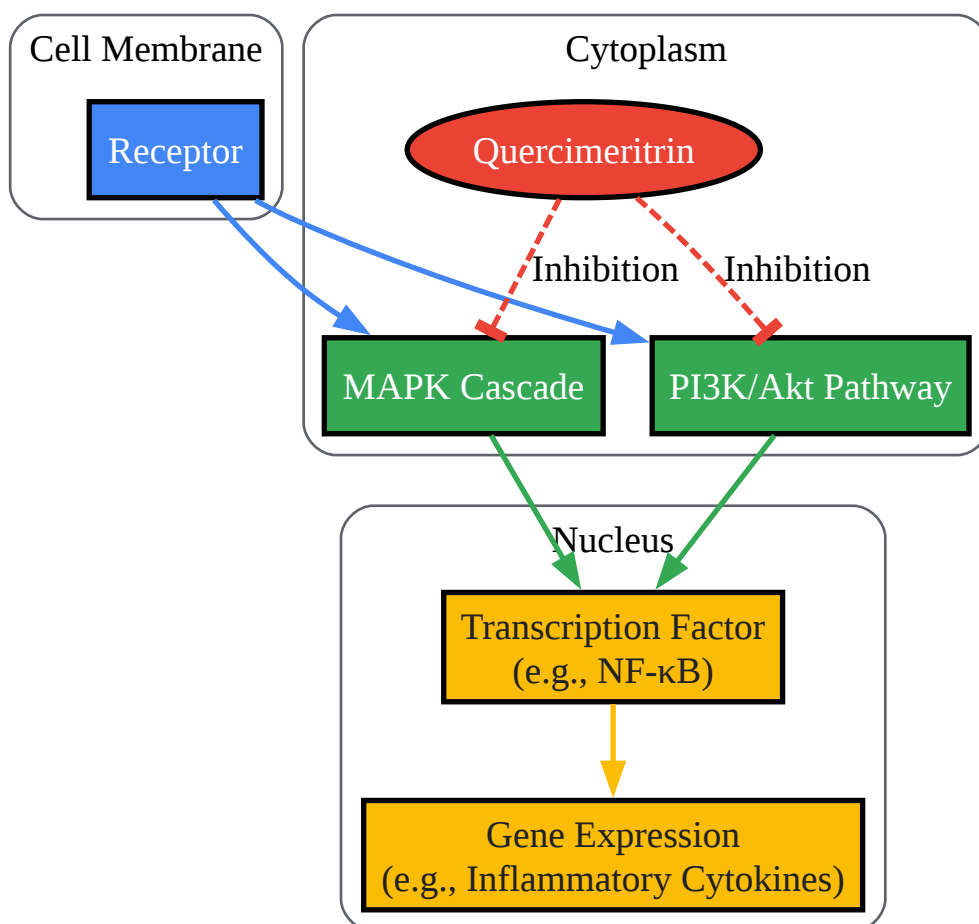 Cell Membrane
Cytoplasm
Receptor
Quercimeritrin
Inhibition
Inhibition
MAPK Cascade
PI3K/Akt Pathway
Nucleus
Transcription Factor
(e.g., NF-κB)
Gene Expression
(e.g., Inflammatory Cytokines)